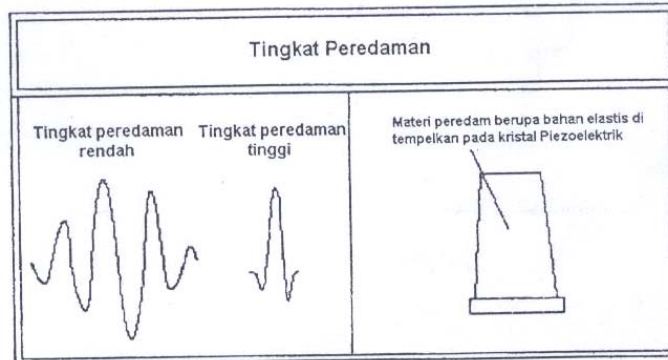 Tingkat Peredaman
Tingkat peredaman
rendah
Tingkat peredaman
tinggi
Materi peredam berupa bahan elastis di
tempelkan pada kristal Piezoelektrik